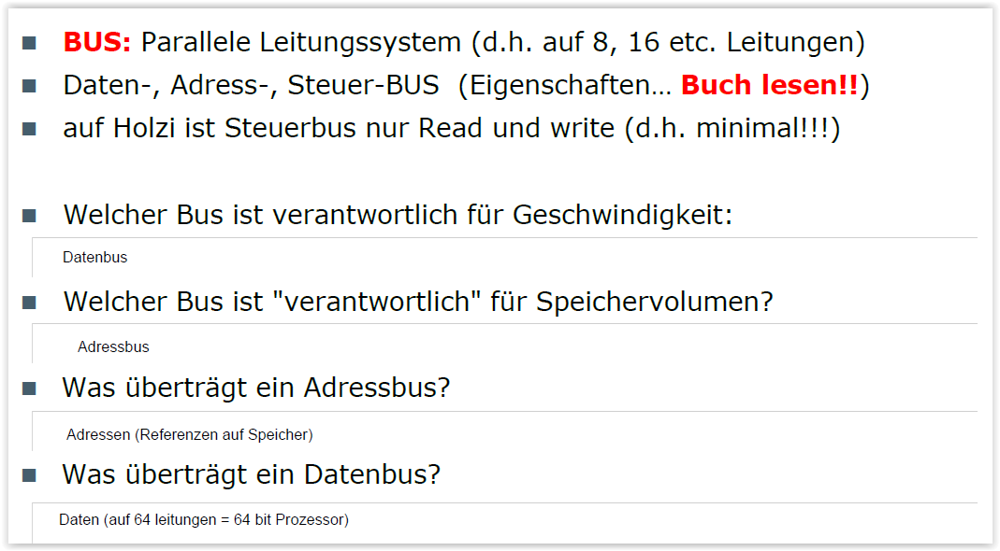 BUS: Parallele Leitungssystem (d.h. auf 8, 16 etc. Leitungen)
Daten-, Adress-, Steuer-BUS (Eigenschaften... Buch lesen!!)
auf Holzi ist Steuerbus nur Read und write (d.h. minimal!!!)
Welcher Bus ist verantwortlich für Geschwindigkeit:
Datenbus
Welcher Bus ist "verantwortlich" für Speichervolumen?
Adressbus
Was überträgt ein Adressbus?
Adressen (Referenzen auf Speicher)
Was überträgt ein Datenbus?
Daten (auf 64 leitungen = 64 bit Prozessor)